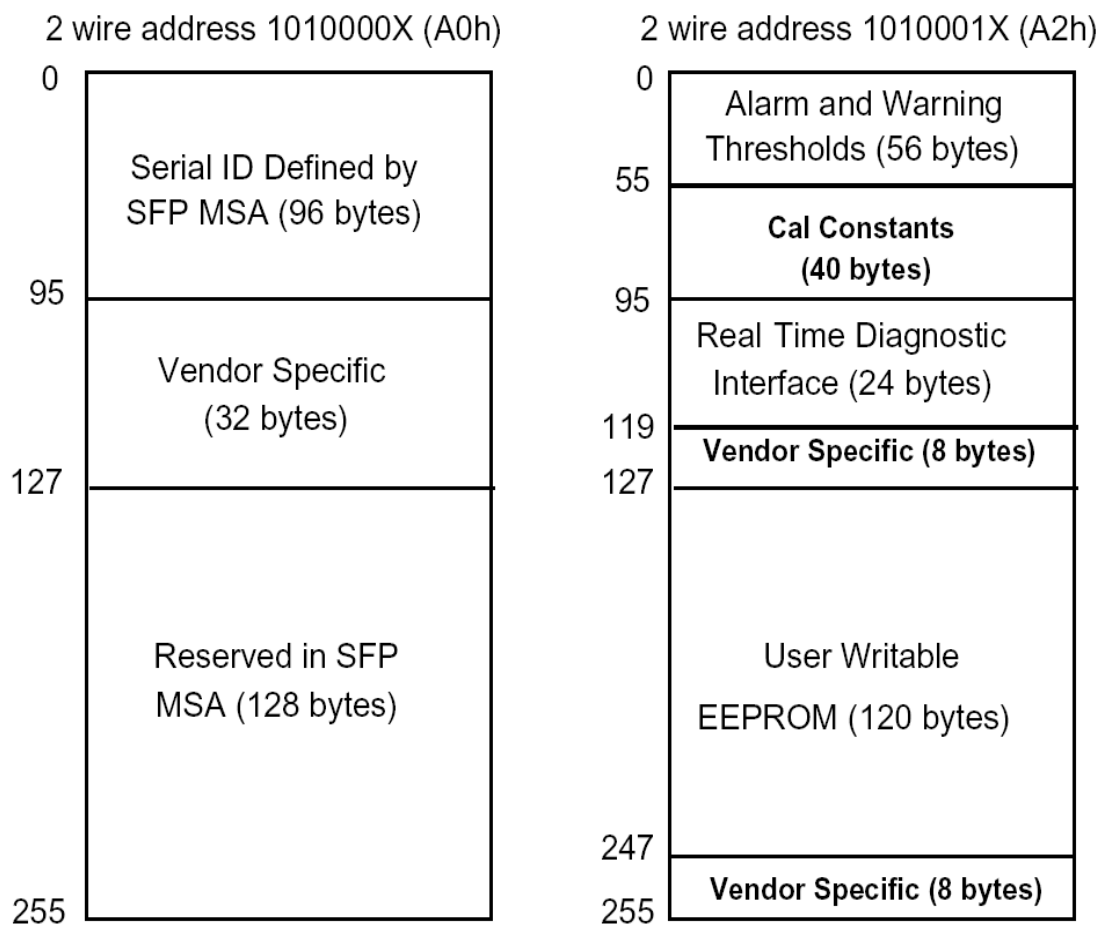 2 wire address 1010000X (A0h)
0
Serial ID Defined by
SFP MSA (96 bytes)
95
Vendor Specific
(32 bytes)
127
Reserved in SFP
MSA (128 bytes)
255
2 wire address 1010001X (A2h)
0
Alarm and Warning
Thresholds (56 bytes)
55
Cal Constants
(40 bytes)
95
Real Time Diagnostic
Interface (24 bytes)
119
Vendor Specific (8 bytes)
127
User Writable
EEPROM (120 bytes)
247
Vendor Specific (8 bytes)
255